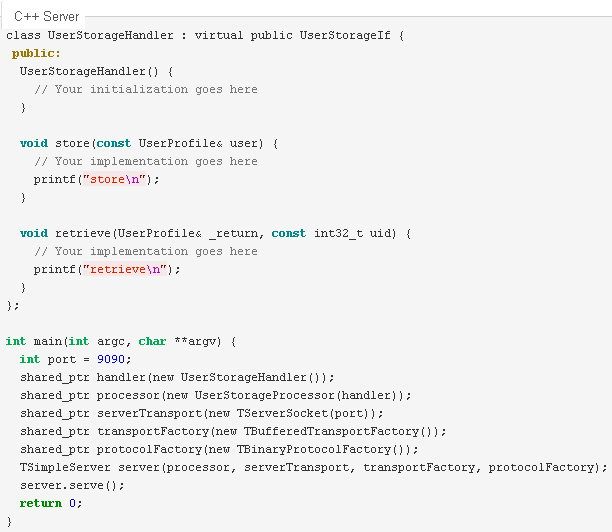 C++ Server
class UserStorageHandler : virtual public UserStorageIf {
 public:
  UserStorageHandler() {
    // Your initialization goes here
  }

  void store(const UserProfile& user) {
    // Your implementation goes here
    printf("store\n");
  }

  void retrieve(UserProfile& _return, const int32_t uid) {
    // Your implementation goes here
    printf("retrieve\n");
  }
};

int main(int argc, char **argv) {
  int port = 9090;
  shared_ptr handler(new UserStorageHandler());
  shared_ptr processor(new UserStorageProcessor(handler));
  shared_ptr serverTransport(new TServerSocket(port));
  shared_ptr transportFactory(new TBufferedTransportFactory());
  shared_ptr protocolFactory(new TBinaryProtocolFactory());
  TSimpleServer server(processor, serverTransport, transportFactory, protocolFactory);
  server.serve();
  return 0;
}